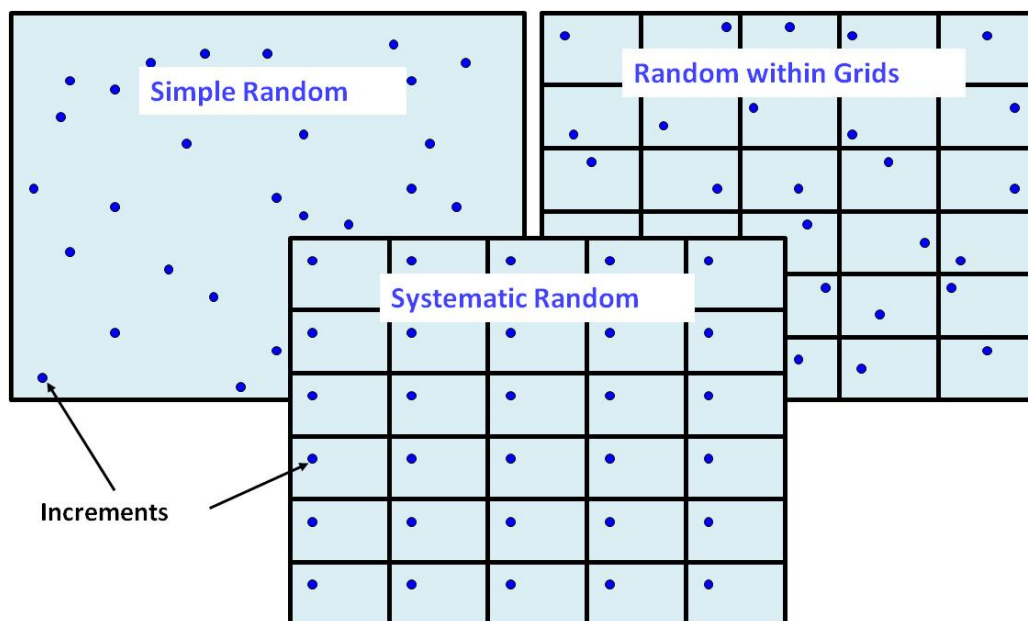 Simple Random
Random within Grids
Systematic Random
Increments